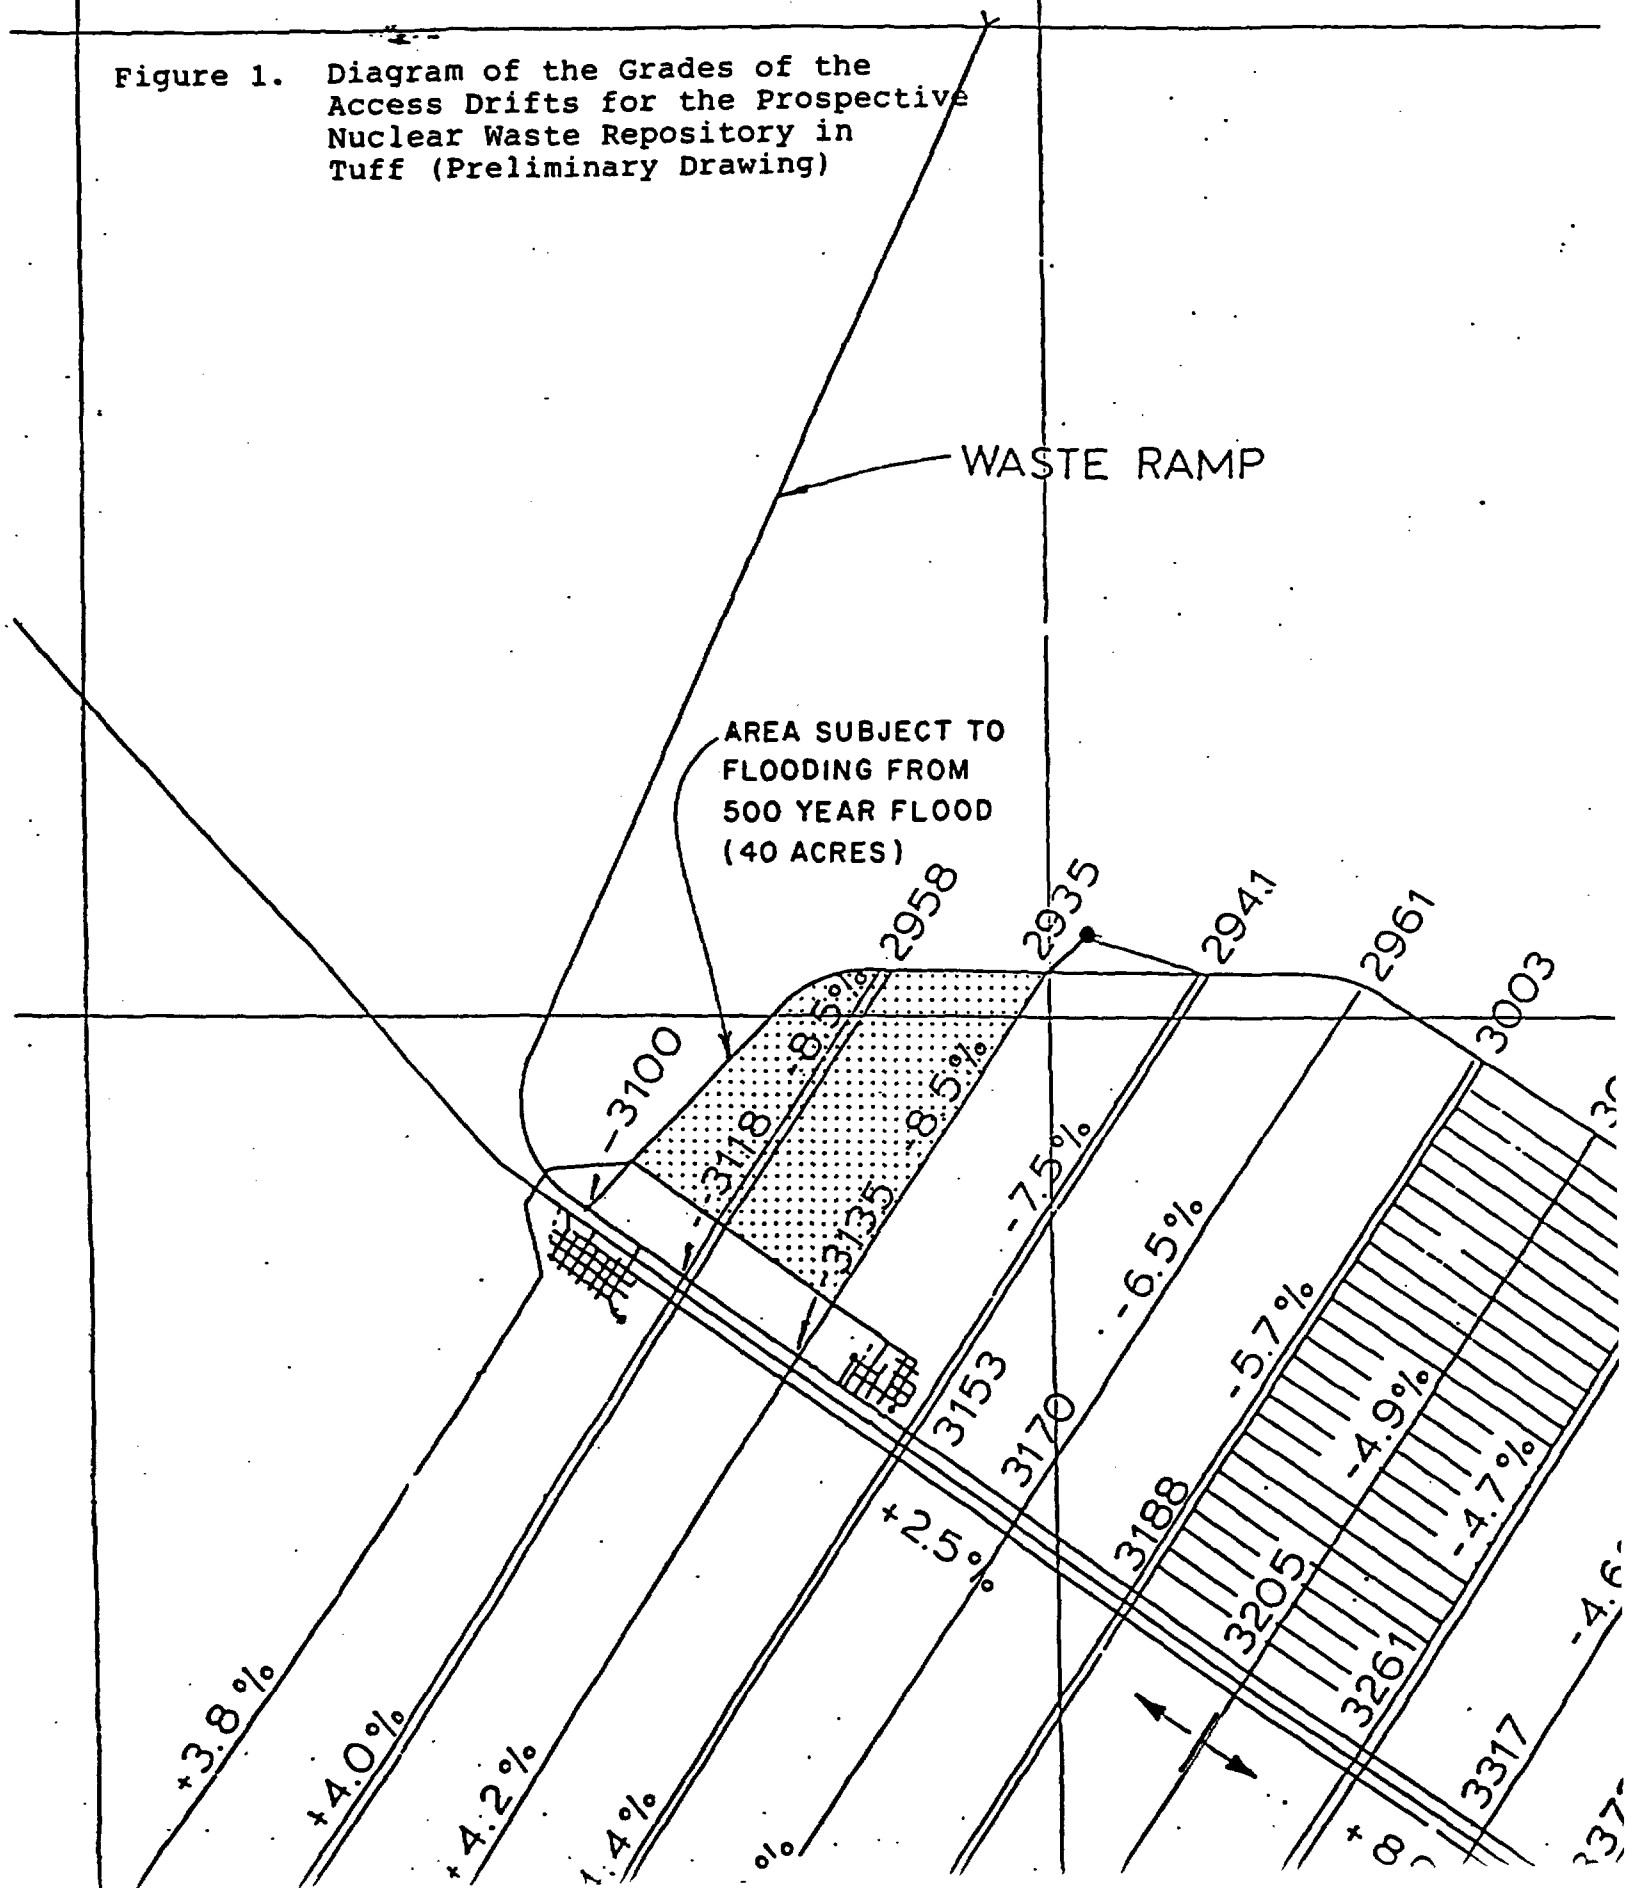 Figure 1. Diagram of the Grades of the
Access Drifts for the Prospective
Nuclear Waste Repository in
Tuff (Preliminary Drawing)
WASTE RAMP
AREA SUBJECT TO
FLOODING FROM
500 YEAR FLOOD
(40 ACRES)
2958
2935
2941
2961
3003
3100
-8.5%
3118
-8.5%
3135
-7.5%
-6.5%
-5.7%
-4.9%
-4.7%
3153
3170
3188
3205
3261
3317
+2.5%
+3.8%
+4.0%
+4.2%